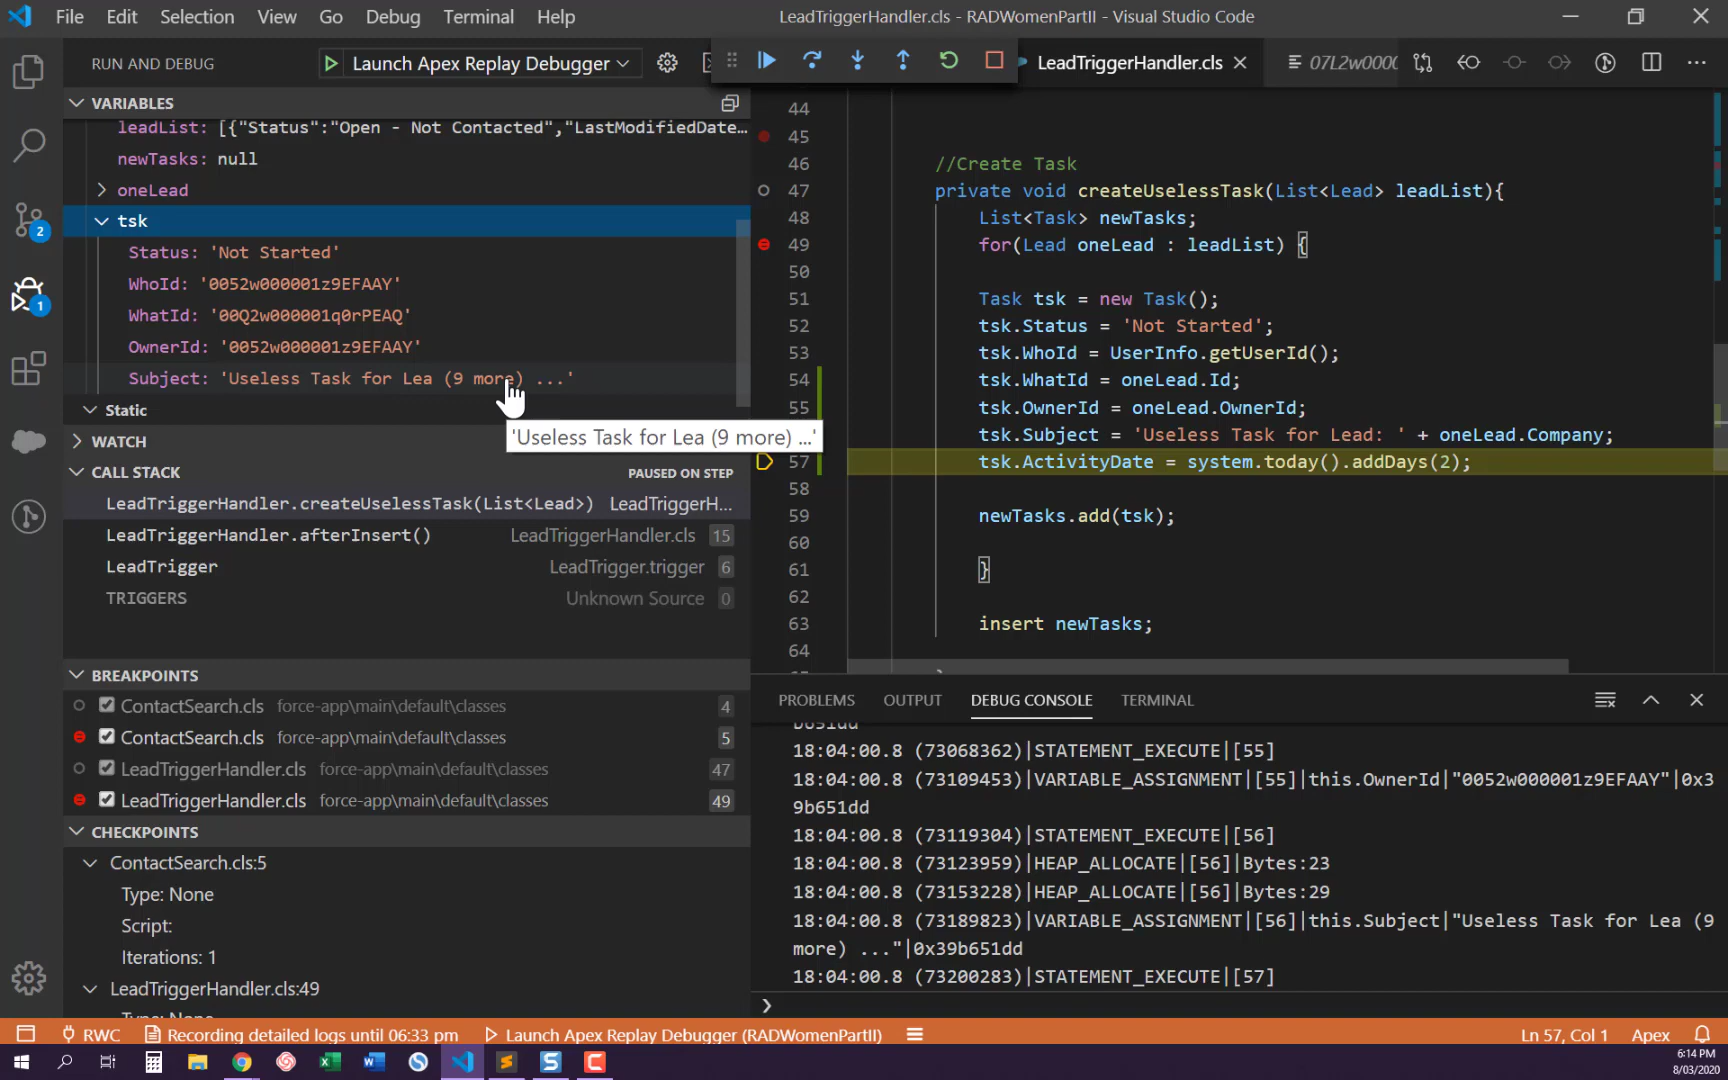 File Edit Selection View Go Debug Terminal Help
LeadTriggerHandler.cls - RADWomenPartII - Visual Studio Code
RUN AND DEBUG
Launch Apex Replay Debugger
LeadTriggerHandler.cls
07L2w000C
VARIABLES
leadList: [{"Status":"Open - Not Contacted","LastModifiedDate…
newTasks: null
oneLead
tsk
Status: 'Not Started'
WhoId: '0052w000001z9EFAAY'
WhatId: '00Q2w000001q0rPEAQ'
OwnerId: '0052w000001z9EFAAY'
Subject: 'Useless Task for Lea (9 more) ...'
'Useless Task for Lea (9 more) ...'
Static
WATCH
CALL STACK
PAUSED ON STEP
LeadTriggerHandler.createUselessTask(List<Lead>) LeadTriggerH...
LeadTriggerHandler.afterInsert() LeadTriggerHandler.cls 15
LeadTrigger LeadTrigger.trigger 6
TRIGGERS Unknown Source 0
BREAKPOINTS
ContactSearch.cls force-app\main\default\classes 4
ContactSearch.cls force-app\main\default\classes 5
LeadTriggerHandler.cls force-app\main\default\classes 47
LeadTriggerHandler.cls force-app\main\default\classes 49
CHECKPOINTS
ContactSearch.cls:5
Type: None
Script:
Iterations: 1
LeadTriggerHandler.cls:49
Type: None
2
1
44
45
46 //Create Task
47 private void createUselessTask(List<Lead> leadList){
48 List<Task> newTasks;
49 for(Lead oneLead : leadList) {
50
51 Task tsk = new Task();
52 tsk.Status = 'Not Started';
53 tsk.WhoId = UserInfo.getUserId();
54 tsk.WhatId = oneLead.Id;
55 tsk.OwnerId = oneLead.OwnerId;
tsk.Subject = 'Useless Task for Lead: ' + oneLead.Company;
57 tsk.ActivityDate = system.today().addDays(2);
58
59 newTasks.add(tsk);
60
61 }
62
63 insert newTasks;
64
PROBLEMS OUTPUT DEBUG CONSOLE TERMINAL
b651dd
18:04:00.8 (73068362)|STATEMENT_EXECUTE|[55]
18:04:00.8 (73109453)|VARIABLE_ASSIGNMENT|[55]|this.OwnerId|"0052w000001z9EFAAY"|0x3
9b651dd
18:04:00.8 (73119304)|STATEMENT_EXECUTE|[56]
18:04:00.8 (73123959)|HEAP_ALLOCATE|[56]|Bytes:23
18:04:00.8 (73153228)|HEAP_ALLOCATE|[56]|Bytes:29
18:04:00.8 (73189823)|VARIABLE_ASSIGNMENT|[56]|this.Subject|"Useless Task for Lea (9
more) ..."|0x39b651dd
18:04:00.8 (73200283)|STATEMENT_EXECUTE|[57]
RWC Recording detailed logs until 06:33 pm Launch Apex Replay Debugger (RADWomenPartII) Ln 57, Col 1 Apex
6:14 PM
8/03/2020